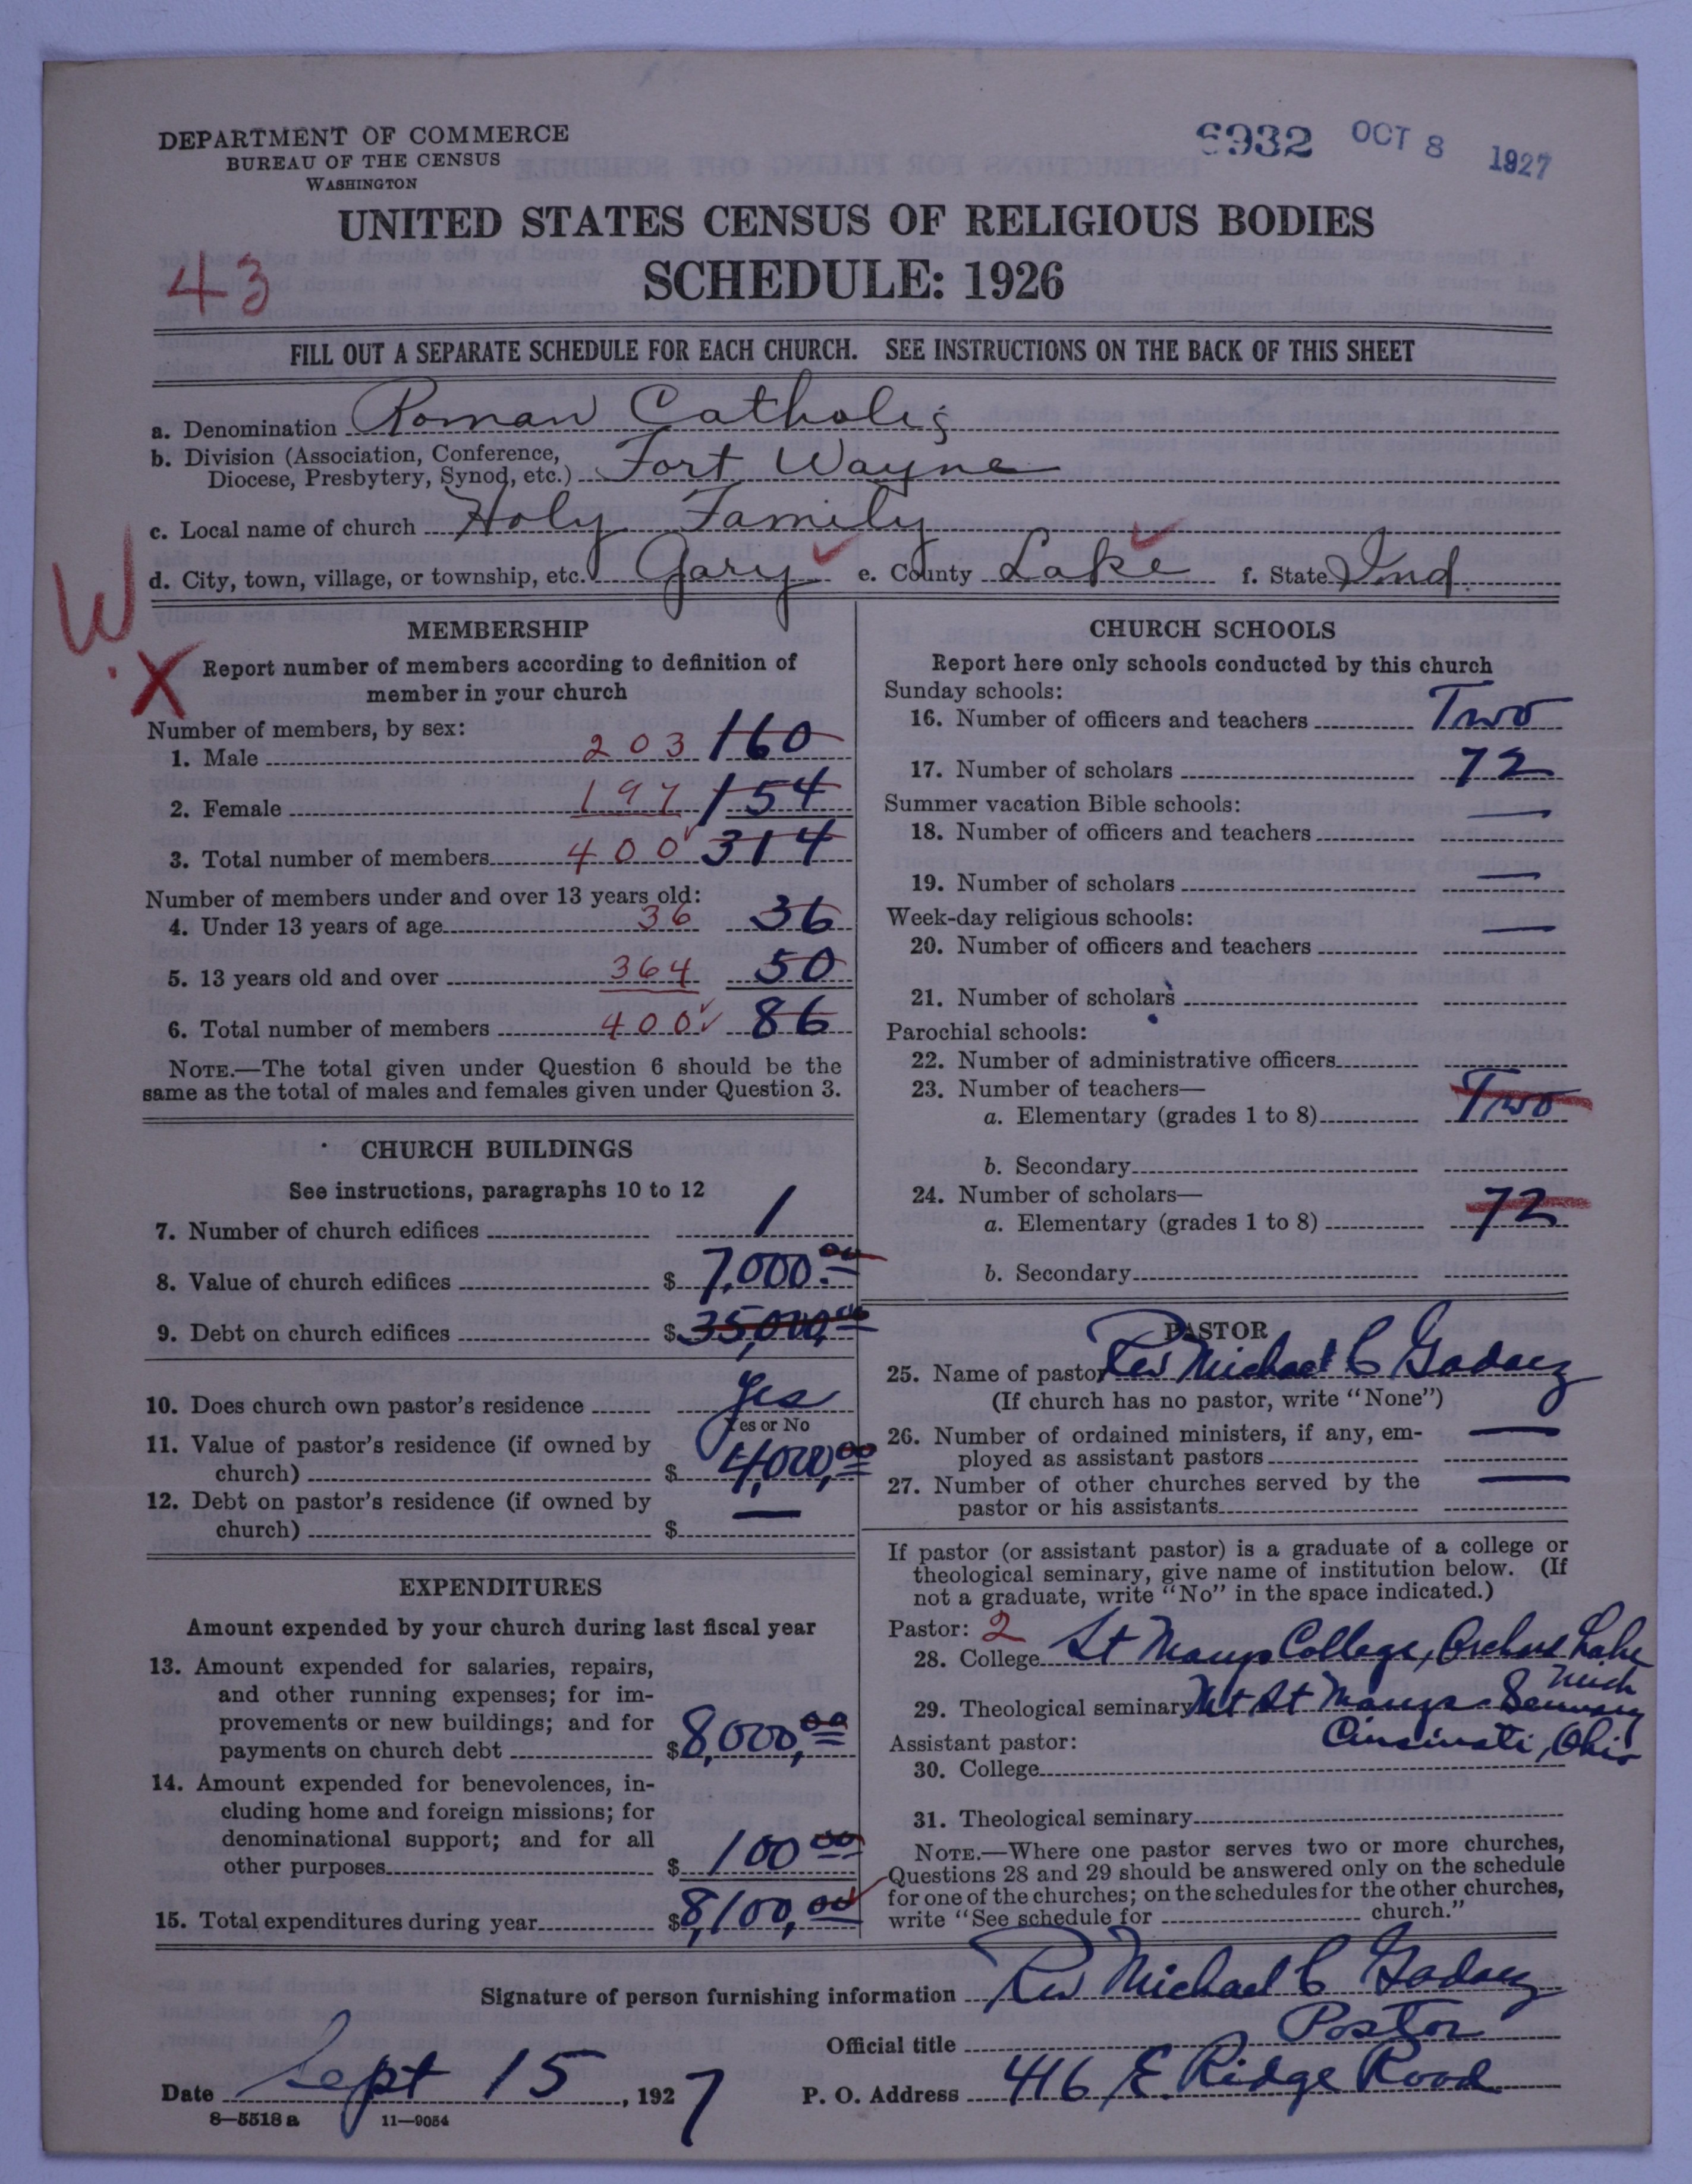 DEPARTMENT OF COMMERCE
BUREAU OF THE CENSUS
WASHINGTON
6932 OCT 8 1927
UNITED STATES CENSUS OF RELIGIOUS BODIES
SCHEDULE: 1926
43
FILL OUT A SEPARATE SCHEDULE FOR EACH CHURCH. SEE INSTRUCTIONS ON THE BACK OF THIS SHEET
a. Denomination Roman Catholic
b. Division (Association, Conference,
Diocese, Presbytery, Synod, etc.) Fort Wayne
c. Local name of church Holy Family
d. City, town, village, or township, etc. Gary ✓ e. County Lake ✓ f. State Ind.
W
X
MEMBERSHIP
Report number of members according to definition of
member in your church
Number of members, by sex:
1. Male 203 160
2. Female 197 154
3. Total number of members 400 ✓ 314
Number of members under and over 13 years old:
4. Under 13 years of age 36 36
5. 13 years old and over 364 50
6. Total number of members 400 ✓ 86
NOTE.—The total given under Question 6 should be the
same as the total of males and females given under Question 3.
CHURCH BUILDINGS
See instructions, paragraphs 10 to 12
7. Number of church edifices 1
8. Value of church edifices $ 7,000.00
9. Debt on church edifices $ 35,000,00
10. Does church own pastor's residence Yes
Yes or No
11. Value of pastor's residence (if owned by
church) $ 4,000,00
12. Debt on pastor's residence (if owned by
church) $ —
EXPENDITURES
Amount expended by your church during last fiscal year
13. Amount expended for salaries, repairs,
and other running expenses; for im-
provements or new buildings; and for
payments on church debt $ 8,000,00
14. Amount expended for benevolences, in-
cluding home and foreign missions; for
denominational support; and for all
other purposes $ 100 00
15. Total expenditures during year $ 8,100,00 ✓
CHURCH SCHOOLS
Report here only schools conducted by this church
Sunday schools:
16. Number of officers and teachers Two
17. Number of scholars 72
Summer vacation Bible schools:
18. Number of officers and teachers —
19. Number of scholars —
Week-day religious schools:
20. Number of officers and teachers —
21. Number of scholars
Parochial schools:
22. Number of administrative officers
23. Number of teachers—
a. Elementary (grades 1 to 8) Two
b. Secondary
24. Number of scholars—
a. Elementary (grades 1 to 8) 72
b. Secondary
PASTOR
25. Name of pastor Rev Michael C Gadacz
(If church has no pastor, write "None")
26. Number of ordained ministers, if any, em-
ployed as assistant pastors —
27. Number of other churches served by the
pastor or his assistants —
If pastor (or assistant pastor) is a graduate of a college or
theological seminary, give name of institution below. (If
not a graduate, write "No" in the space indicated.)
Pastor: 2
28. College St Marys College, Orchard Lake
Mich
29. Theological seminary Mt St Marys Seminary
Cincinnati, Ohio
Assistant pastor:
30. College
31. Theological seminary
NOTE.—Where one pastor serves two or more churches,
Questions 28 and 29 should be answered only on the schedule
for one of the churches; on the schedules for the other churches,
write "See schedule for church."
Signature of person furnishing information Rev Michael C Gadacz
Official title Pastor
Date Sept 15, 1927 P. O. Address 416 E. Ridge Road
8—5518 a 11—9054